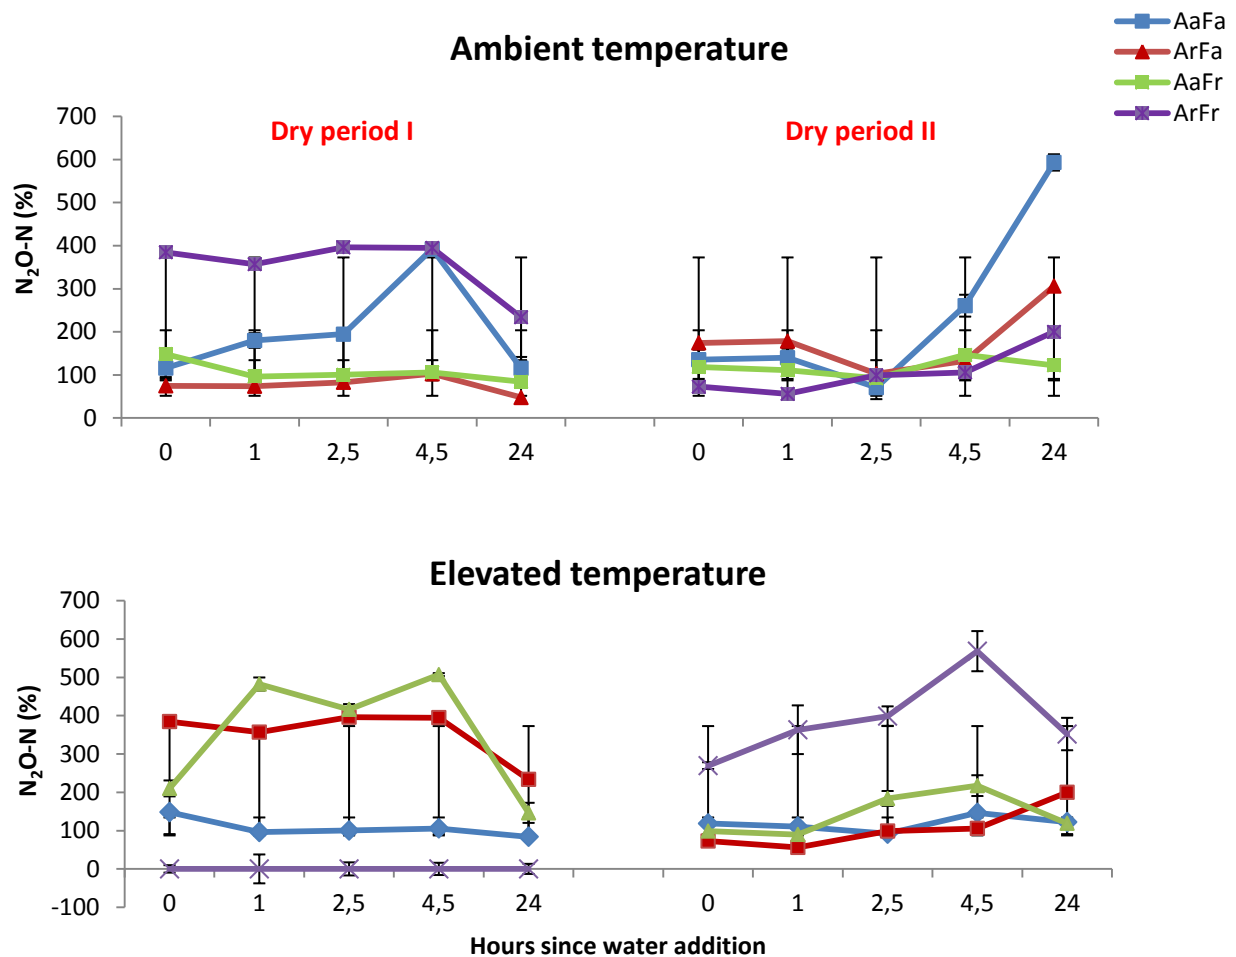 AaFa
ArFa
AaFr
ArFr
Ambient temperature
Dry period I
Dry period II
N₂O-N (%)
700
600
500
400
300
200
100
0
0 1 2,5 4,5 24 0 1 2,5 4,5 24
Elevated temperature
N₂O-N (%)
700
600
500
400
300
200
100
0
-100
0 1 2,5 4,5 24 0 1 2,5 4,5 24
Hours since water addition